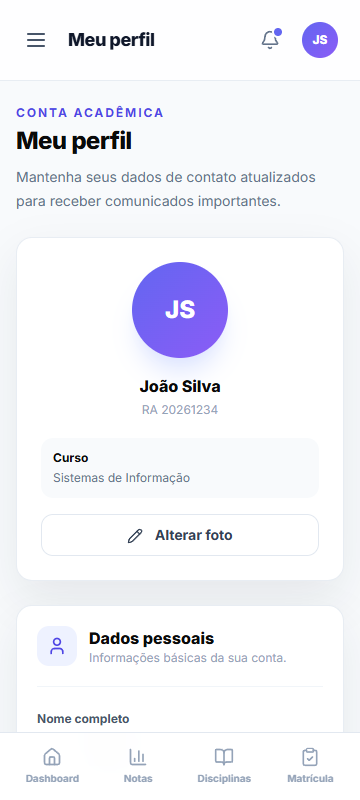 Meu perfil
JS
CONTA ACADÊMICA
Meu perfil
Mantenha seus dados de contato atualizados
para receber comunicados importantes.
JS
João Silva
RA 20261234
Curso
Sistemas de Informação
Alterar foto
Dados pessoais
Informações básicas da sua conta.
Nome completo
Dashboard
Notas
Disciplinas
Matrícula